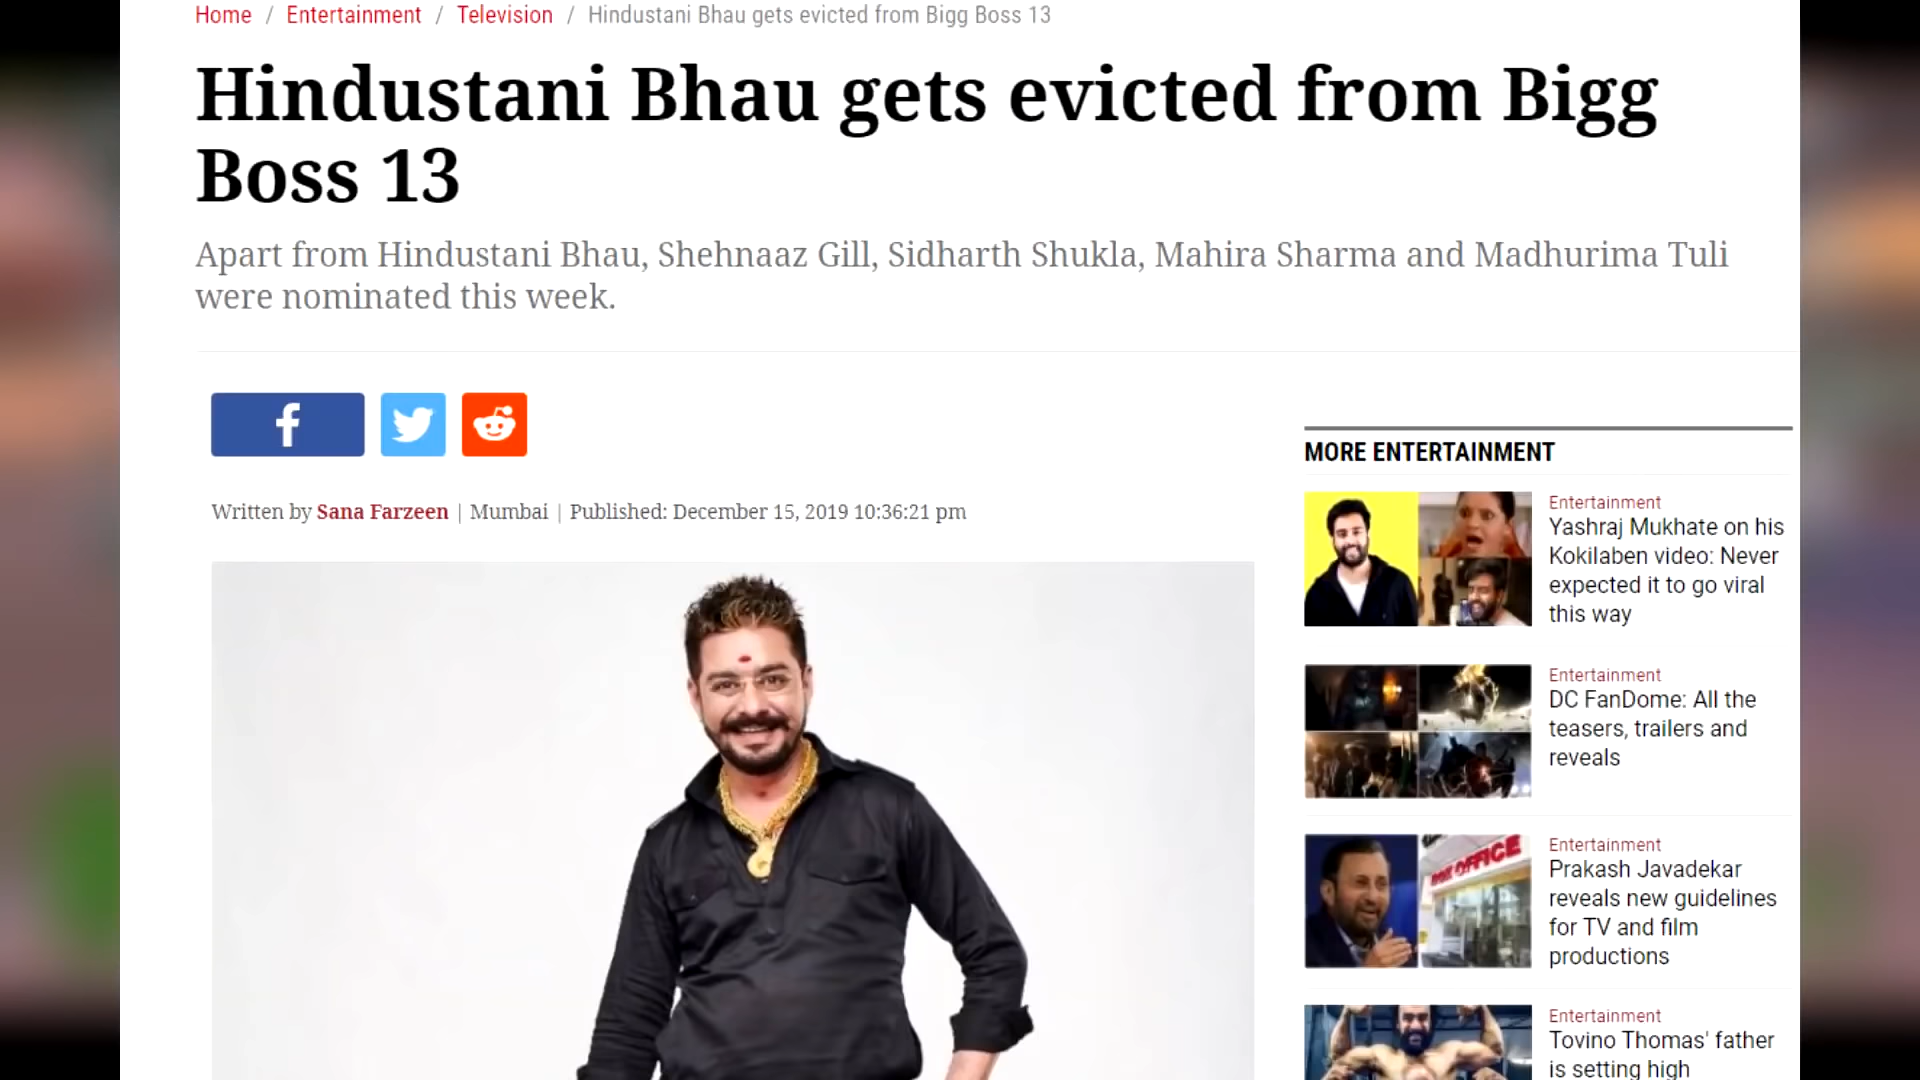 Home / Entertainment / Television / Hindustani Bhau gets evicted from Bigg Boss 13
Hindustani Bhau gets evicted from Bigg
Boss 13
Apart from Hindustani Bhau, Shehnaaz Gill, Sidharth Shukla, Mahira Sharma and Madhurima Tuli
were nominated this week.
Written by Sana Farzeen | Mumbai | Published: December 15, 2019 10:36:21 pm
MORE ENTERTAINMENT
Entertainment
Yashraj Mukhate on his
Kokilaben video: Never
expected it to go viral
this way
Entertainment
DC FanDome: All the
teasers, trailers and
reveals
BOX OFFICE
Entertainment
Prakash Javadekar
reveals new guidelines
for TV and film
productions
Entertainment
Tovino Thomas' father
is setting high